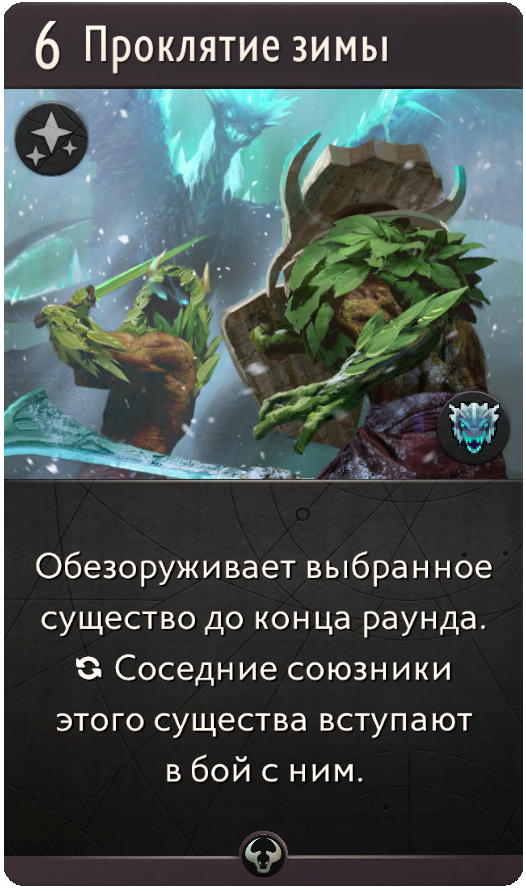 6 Проклятие зимы
Обезоруживает выбранное
существо до конца раунда.
Соседние союзники
этого существа вступают
в бой с ним.